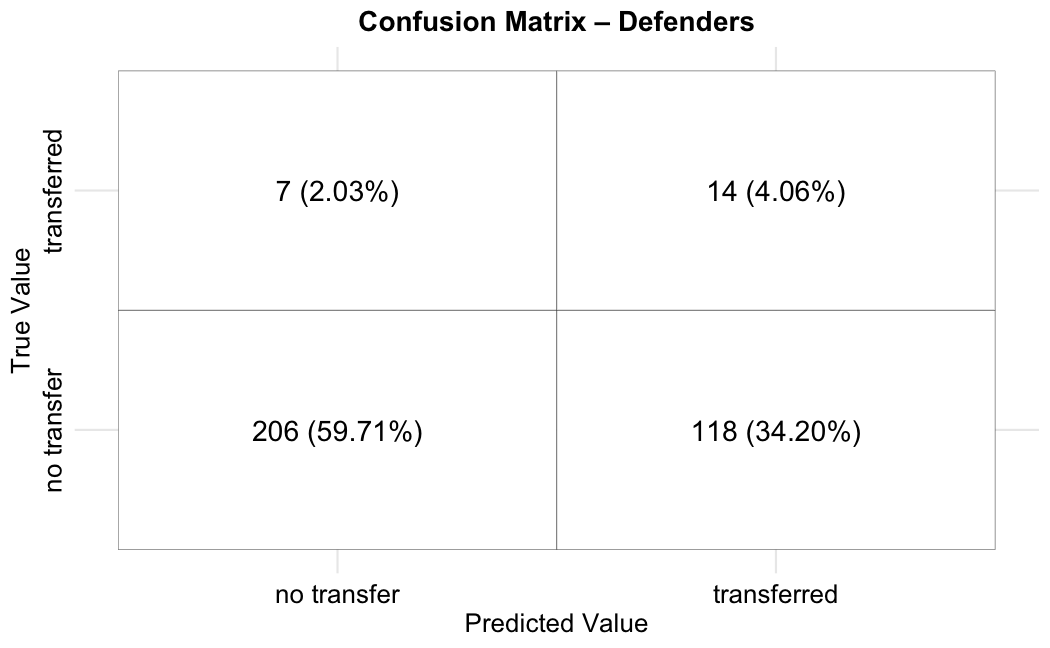 Confusion Matrix – Defenders
True Value
transferred
7 (2.03%)
14 (4.06%)
no transfer
206 (59.71%)
118 (34.20%)
no transfer
transferred
Predicted Value